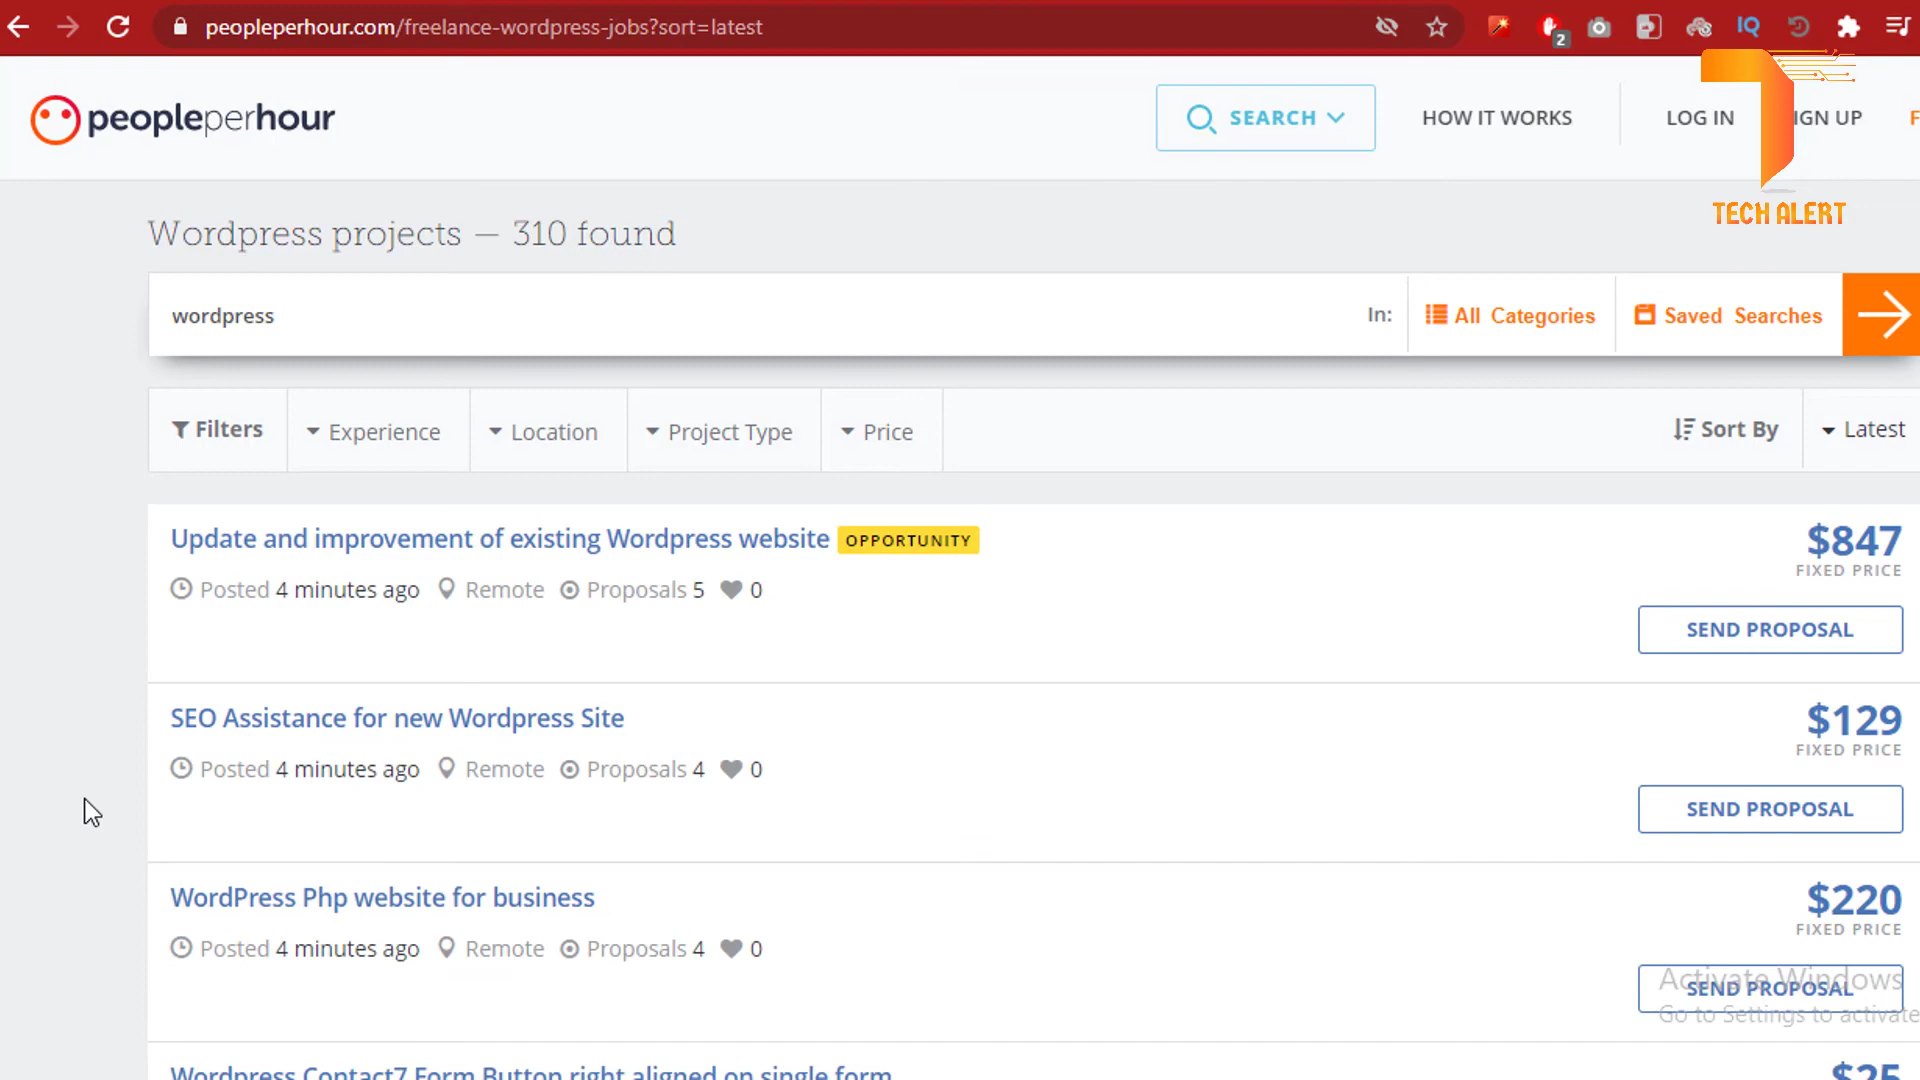 peopleperhour.com/freelance-wordpress-jobs?sort=latest
2
IQ
peopleperhour
SEARCH
HOW IT WORKS
LOG IN
IGN UP
F
TECH ALERT
Wordpress projects — 310 found
wordpress
In:
All Categories
Saved Searches
Filters
Experience
Location
Project Type
Price
Sort By
Latest
Update and improvement of existing Wordpress website OPPORTUNITY
$847
FIXED PRICE
Posted 4 minutes ago Remote Proposals 5 0
SEND PROPOSAL
SEO Assistance for new Wordpress Site
$129
FIXED PRICE
Posted 4 minutes ago Remote Proposals 4 0
SEND PROPOSAL
WordPress Php website for business
$220
FIXED PRICE
Posted 4 minutes ago Remote Proposals 4 0
SEND PROPOSAL
Activate Windows
Go to Settings to activate
Wordpress Contact7 Form Button right aligned on single form
$25